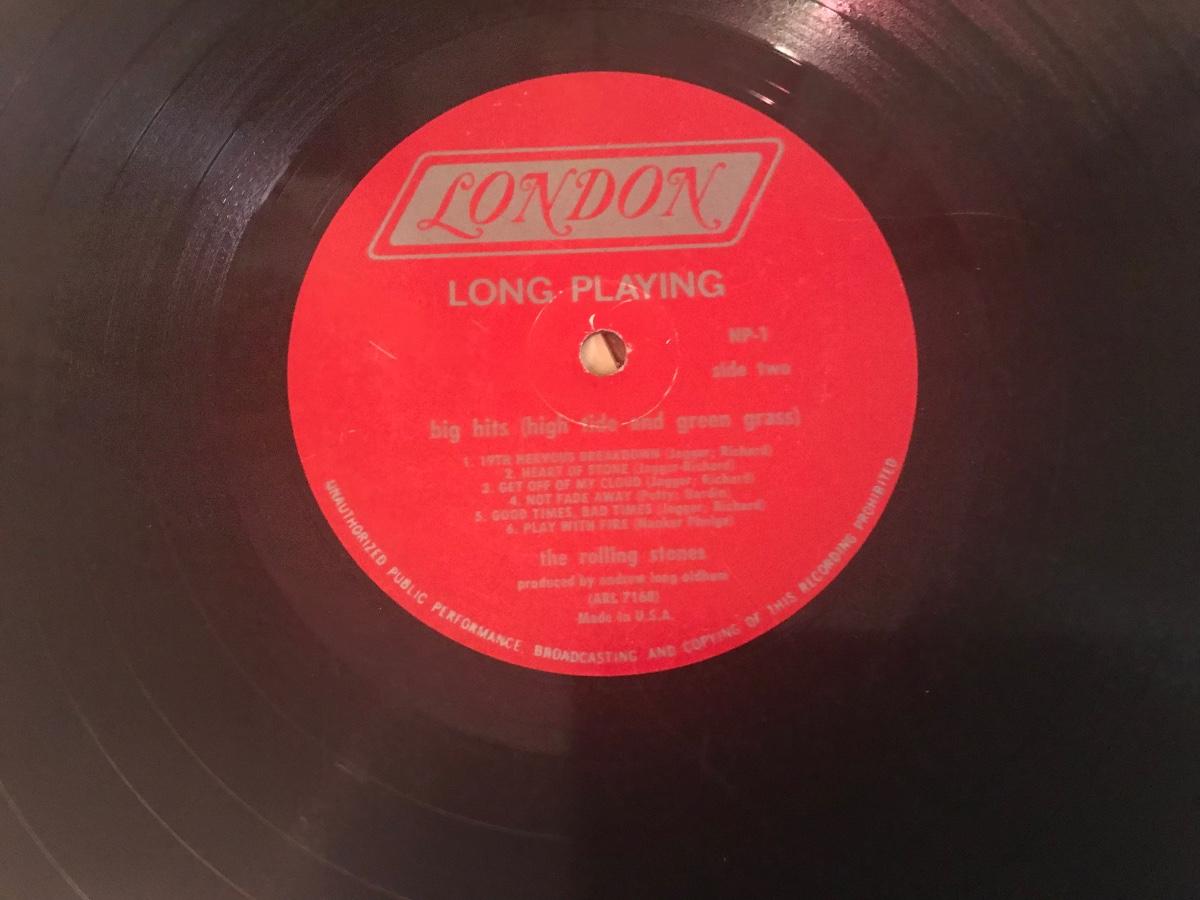 LONDON
LONG PLAYING
NP-1
side two
big hits (high tide and green grass)
1. 19TH NERVOUS BREAKDOWN (Jagger; Richard)
2. HEART OF STONE (Jagger-Richard)
3. GET OFF OF MY CLOUD (Jagger; Richard)
4. NOT FADE AWAY (Petty; Hardin)
5. GOOD TIMES, BAD TIMES (Jagger, Richard)
6. PLAY WITH FIRE (Nanker Phelge)
the rolling stones
produced by andrew loog oldham
(ARL 7168)
Made in U.S.A.
UNAUTHORIZED PUBLIC PERFORMANCE, BROADCASTING AND COPYING OF THIS RECORDING PROHIBITED